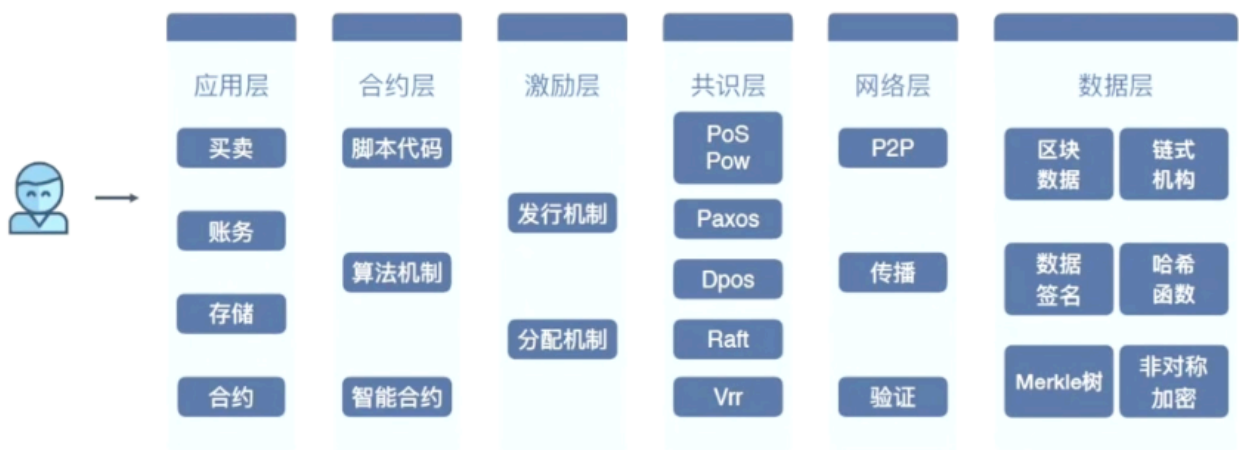 应用层
买卖
账务
存储
合约
合约层
脚本代码
算法机制
智能合约
激励层
发行机制
分配机制
共识层
PoS
Pow
Paxos
Dpos
Raft
Vrr
网络层
P2P
传播
验证
数据层
区块
数据
链式
机构
数据
签名
哈希
函数
Merkle树
非对称
加密